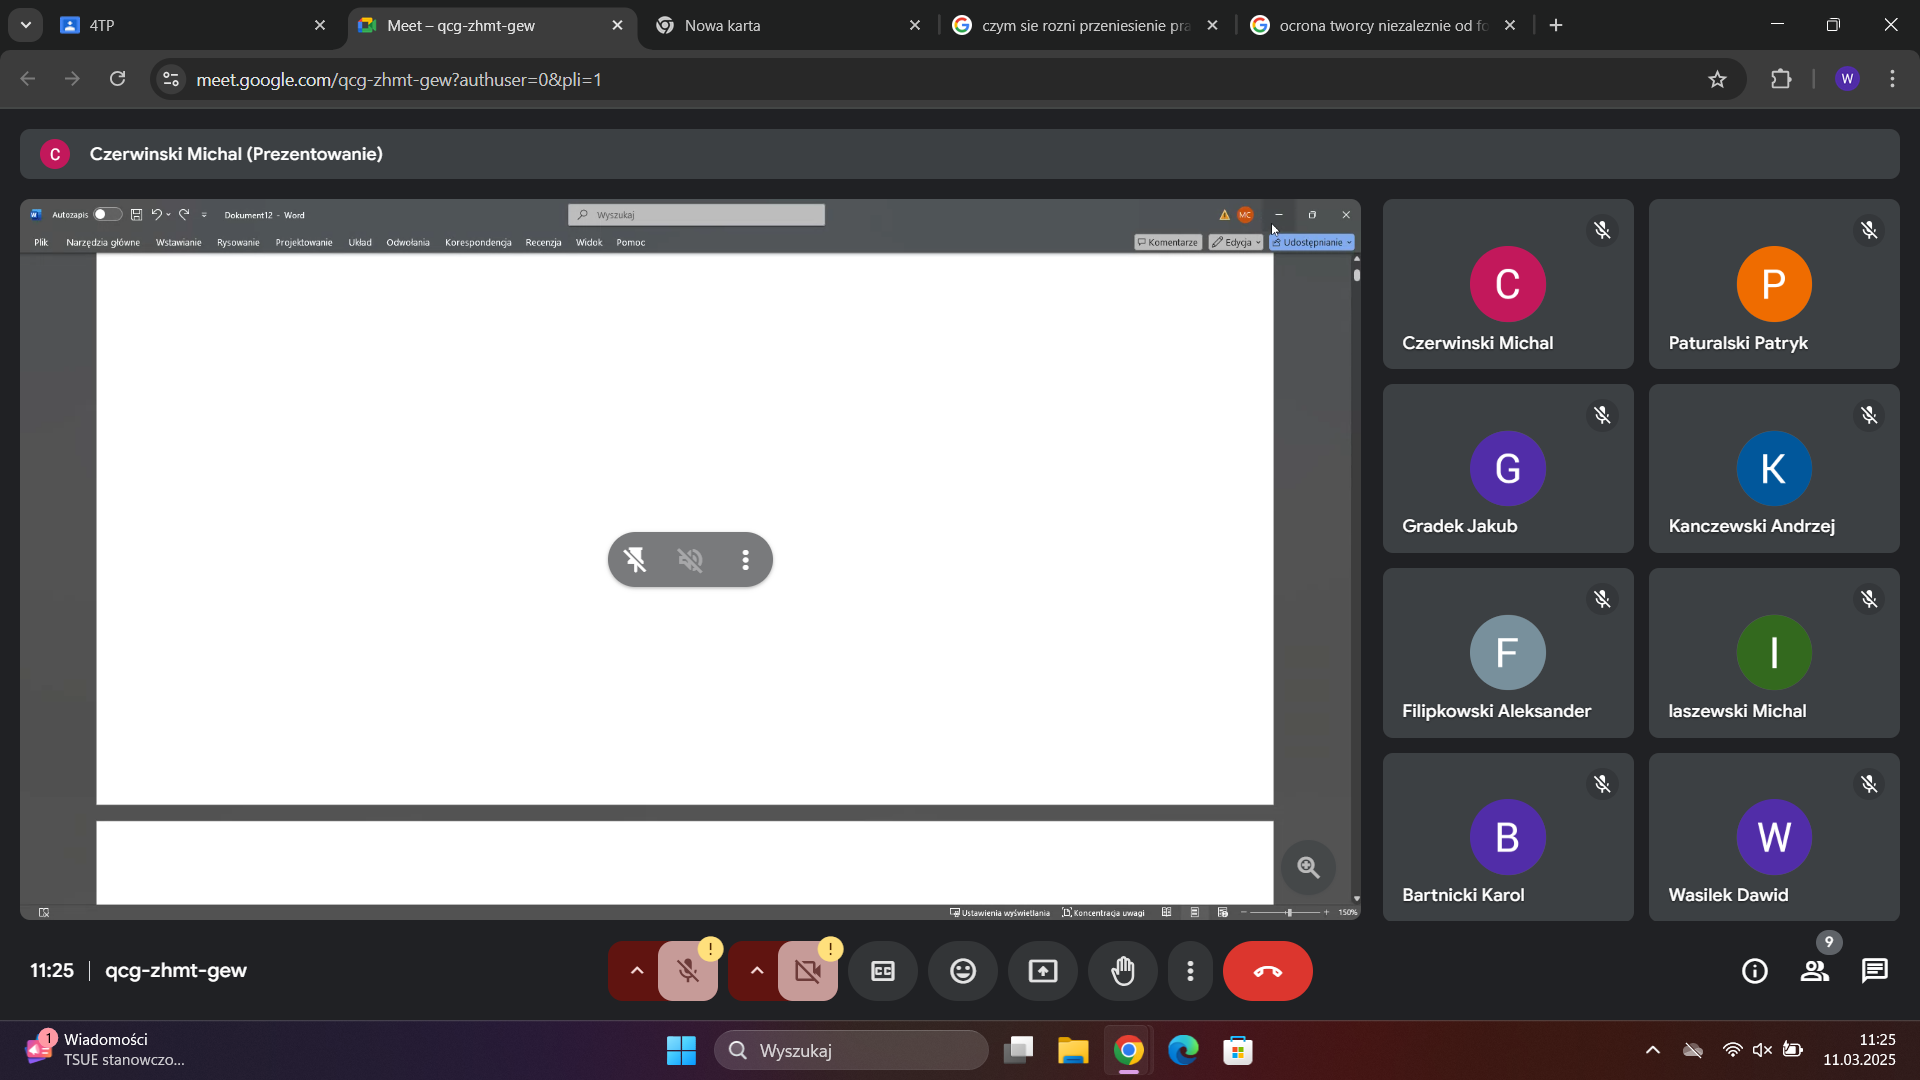 4TP
Meet – qcg-zhmt-gew
Nowa karta
czym sie rozni przeniesienie pra
ocrona tworcy niezaleznie od fo
meet.google.com/qcg-zhmt-gew?authuser=0&pli=1
W
C
Czerwinski Michal (Prezentowanie)
Autozapis
Dokument12 - Word
Wyszukaj
MC
Plik
Narzędzia główne
Wstawianie
Rysowanie
Projektowanie
Układ
Odwołania
Korespondencja
Recenzja
Widok
Pomoc
Komentarze
Edycja
Udostępnianie
Ustawienia wyświetlania
Koncentracja uwagi
150%
C
Czerwinski Michal
P
Paturalski Patryk
G
Gradek Jakub
K
Kanczewski Andrzej
F
Filipkowski Aleksander
I
Iaszewski Michal
B
Bartnicki Karol
W
Wasilek Dawid
11:25
qcg-zhmt-gew
!
!
CC
9
1
Wiadomości
TSUE stanowczo...
Wyszukaj
11:25
11.03.2025